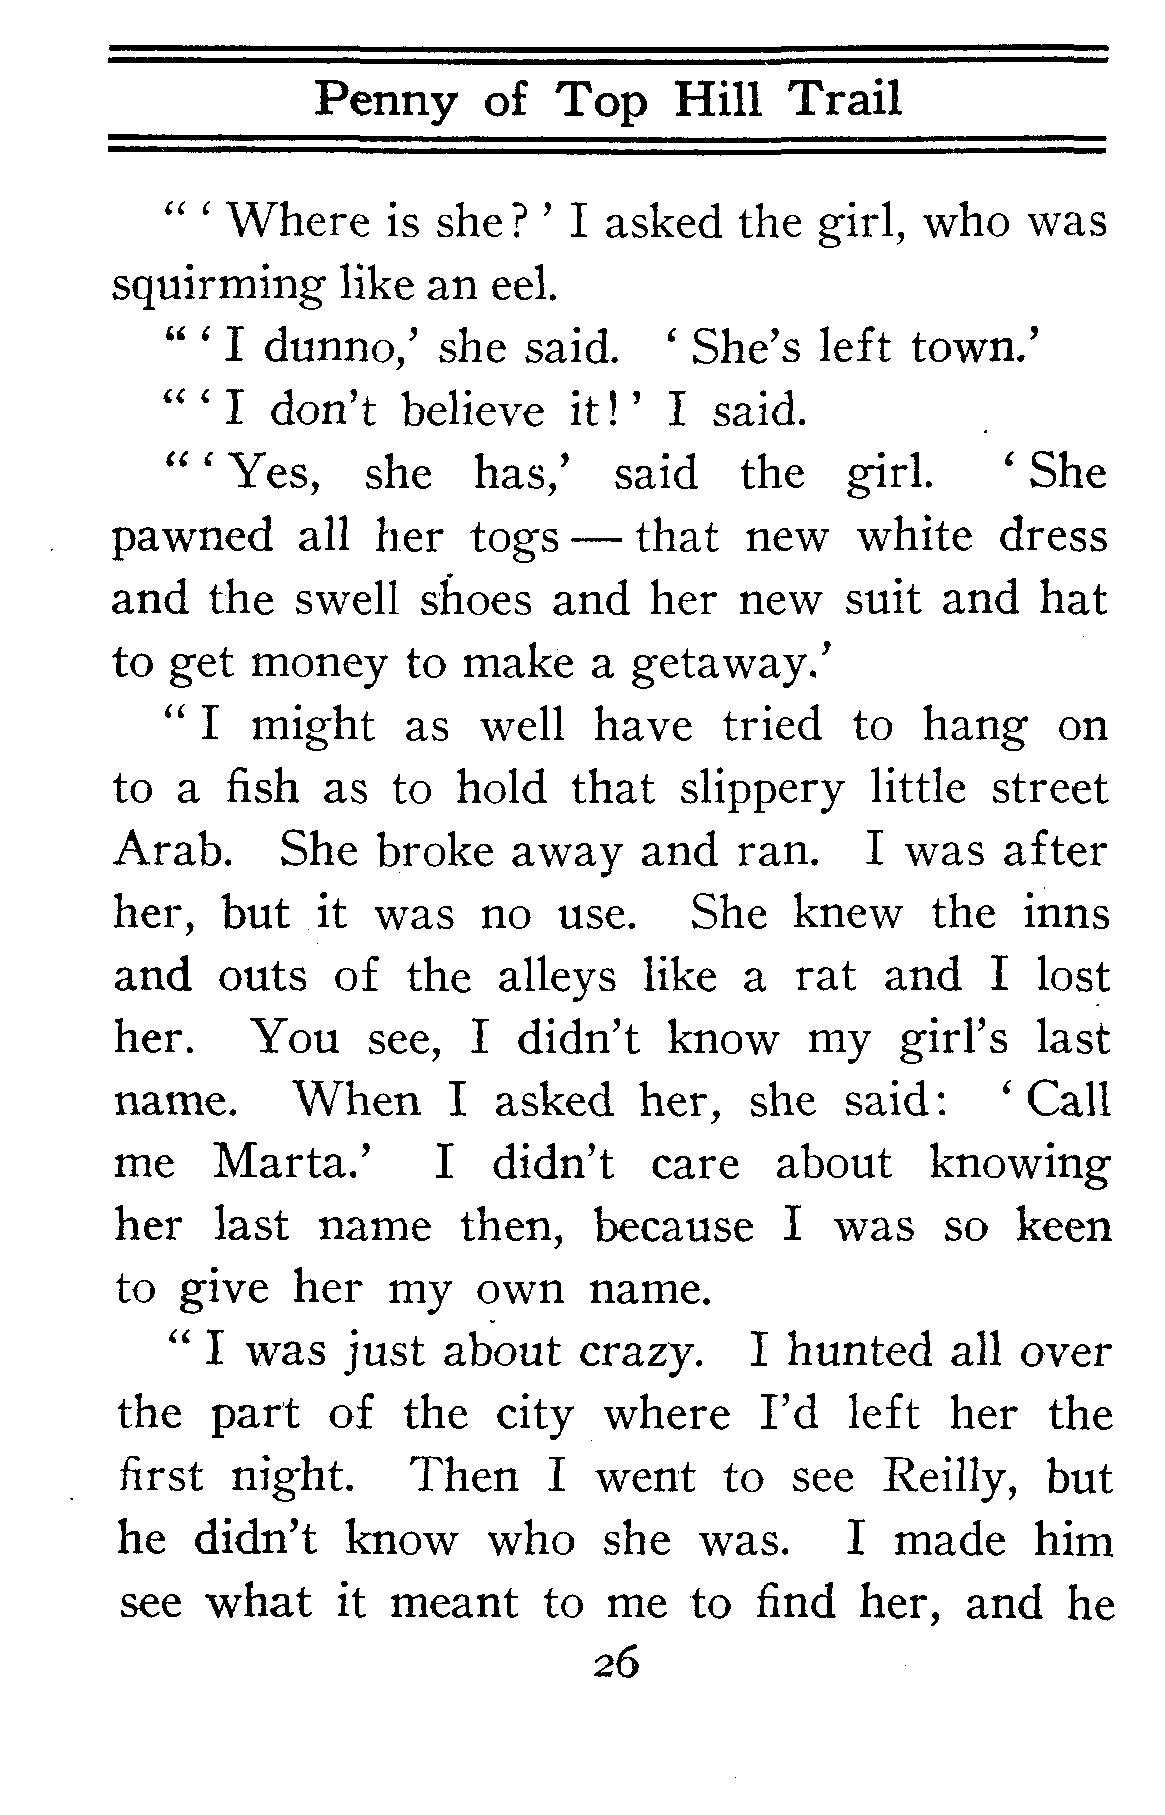 Penny of Top Hill Trail
" ' Where is she? ' I asked the girl, who was
squirming like an eel.
" ' I dunno,' she said. ' She's left town.'
" ' I don't believe it! ' I said.
" ' Yes, she has,' said the girl. ' She
pawned all her togs — that new white dress
and the swell shoes and her new suit and hat
to get money to make a getaway.'
" I might as well have tried to hang on
to a fish as to hold that slippery little street
Arab. She broke away and ran. I was after
her, but it was no use. She knew the inns
and outs of the alleys like a rat and I lost
her. You see, I didn't know my girl's last
name. When I asked her, she said: ' Call
me Marta.' I didn't care about knowing
her last name then, because I was so keen
to give her my own name.
" I was just about crazy. I hunted all over
the part of the city where I'd left her the
first night. Then I went to see Reilly, but
he didn't know who she was. I made him
see what it meant to me to find her, and he
26